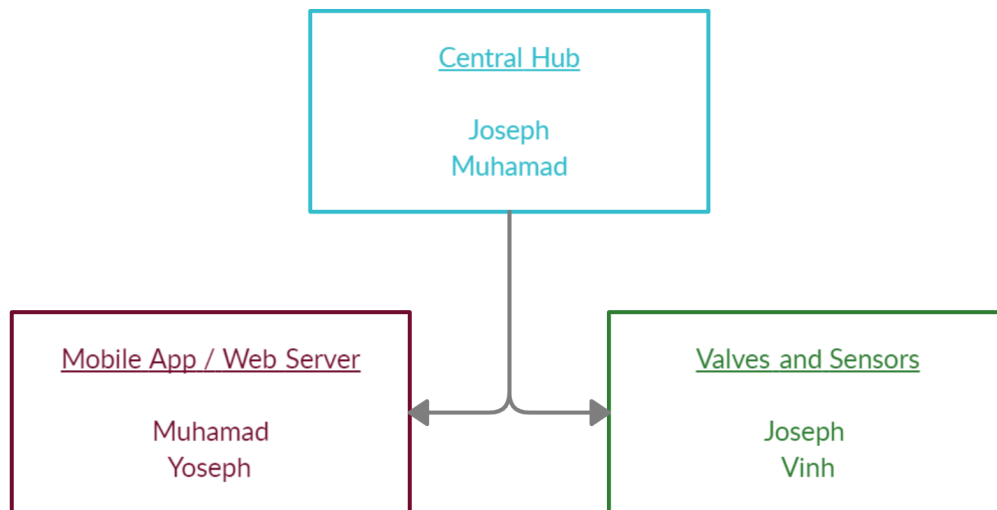 Central Hub
Joseph
Muhamad
Mobile App / Web Server
Muhamad
Yoseph
Valves and Sensors
Joseph
Vinh